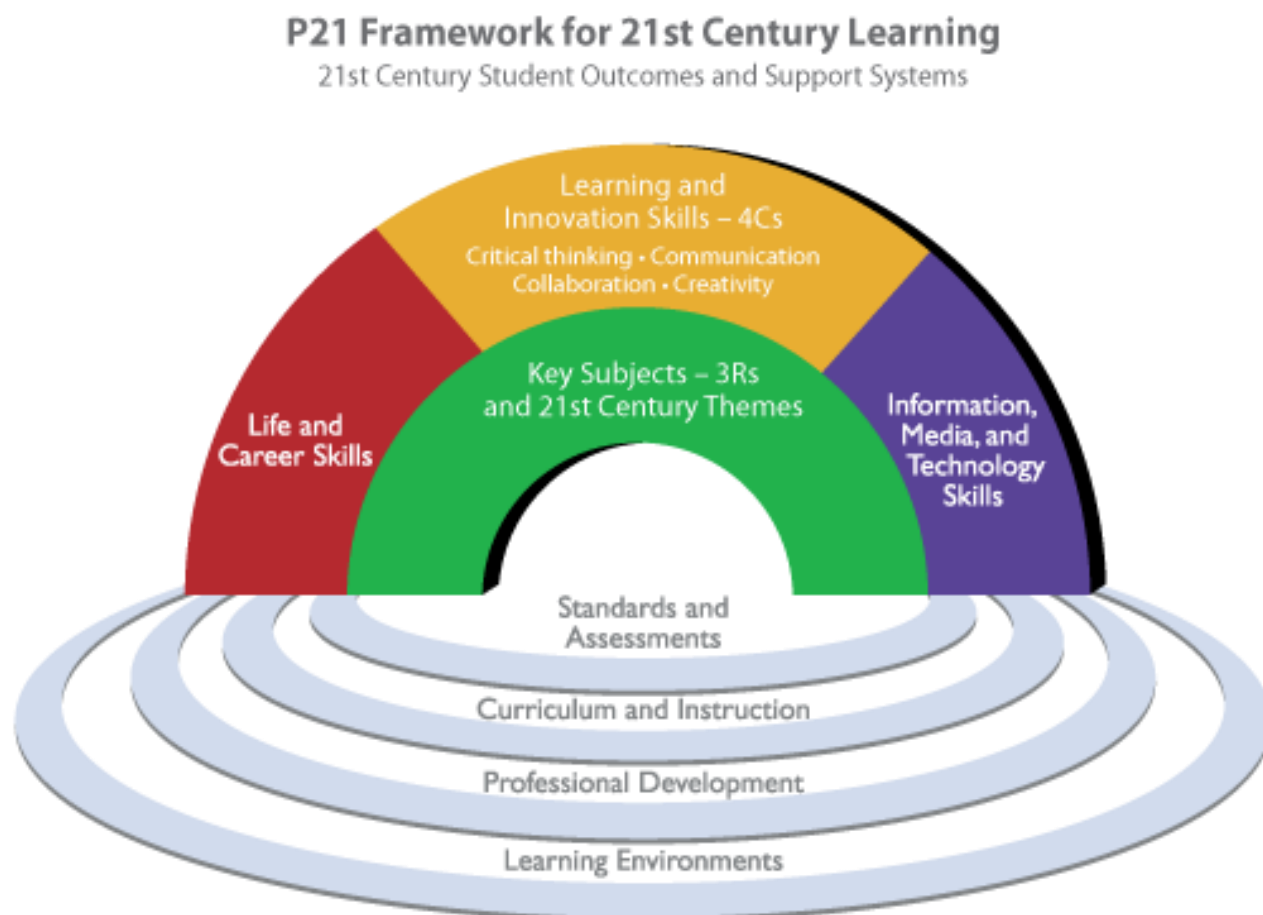 P21 Framework for 21st Century Learning
21st Century Student Outcomes and Support Systems
Learning and
Innovation Skills – 4Cs
Critical thinking • Communication
Collaboration • Creativity
Key Subjects – 3Rs
and 21st Century Themes
Life and
Career Skills
Information,
Media, and
Technology
Skills
Standards and
Assessments
Curriculum and Instruction
Professional Development
Learning Environments